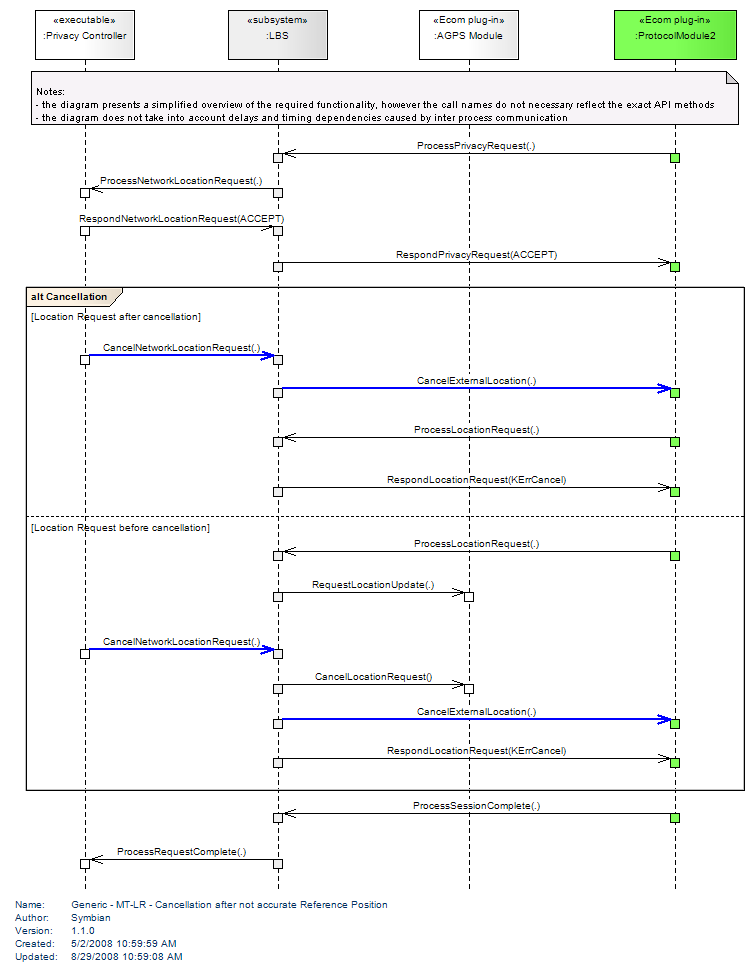 «executable»
:Privacy Controller
«subsystem»
:LBS
«Ecom plug-in»
:AGPS Module
«Ecom plug-in»
:ProtocolModule2
Notes:
- the diagram presents a simplified overview of the required functionality, however the call names do not necessary reflect the exact API methods
- the diagram does not take into account delays and timing dependencies caused by inter process communication
ProcessPrivacyRequest(.)
ProcessNetworkLocationRequest(.)
RespondNetworkLocationRequest(ACCEPT)
RespondPrivacyRequest(ACCEPT)
alt Cancellation
[Location Request after cancellation]
CancelNetworkLocationRequest(.)
CancelExternalLocation(.)
ProcessLocationRequest(.)
RespondLocationRequest(KErrCancel)
[Location Request before cancellation]
ProcessLocationRequest(.)
RequestLocationUpdate(.)
CancelNetworkLocationRequest(.)
CancelLocationRequest()
CancelExternalLocation(.)
RespondLocationRequest(KErrCancel)
ProcessSessionComplete(.)
ProcessRequestComplete(.)
Name: Generic - MT-LR - Cancellation after not accurate Reference Position
Author: Symbian
Version: 1.1.0
Created: 5/2/2008 10:59:59 AM
Updated: 8/29/2008 10:59:08 AM